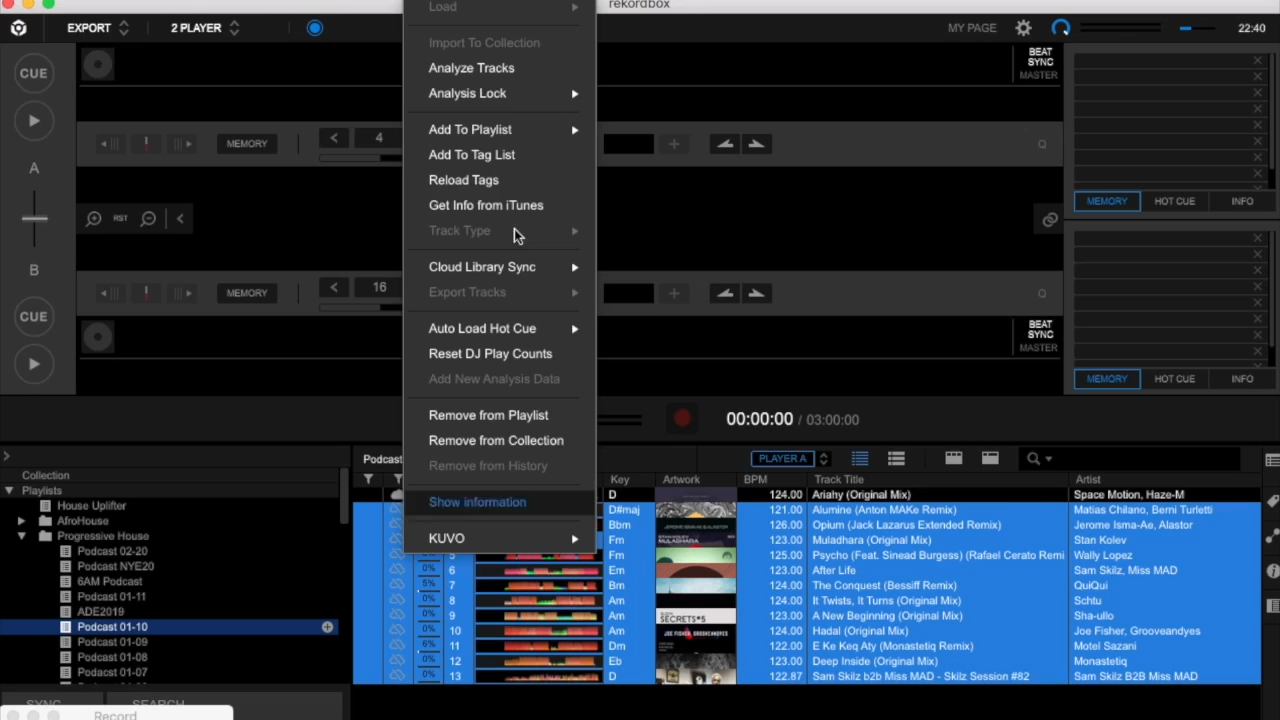 rekordbox
EXPORT
2 PLAYER
MY PAGE
22:40
Load
Import To Collection
Analyze Tracks
Analysis Lock
Add To Playlist
Add To Tag List
Reload Tags
Get Info from iTunes
Track Type
Cloud Library Sync
Export Tracks
Auto Load Hot Cue
Reset DJ Play Counts
Add New Analysis Data
Remove from Playlist
Remove from Collection
Remove from History
Show information
KUVO
CUE
A
B
CUE
MEMORY
< 4
BEAT
SYNC
MASTER
Q
RST
<
MEMORY
< 16
Q
BEAT
SYNC
MASTER
MEMORY HOT CUE INFO
MEMORY HOT CUE INFO
00:00:00 / 03:00:00
Collection
Playlists
House Uplifter
AfroHouse
Progressive House
Podcast 02-20
Podcast NYE20
6AM Podcast
Podcast 01-11
ADE2019
Podcast 01-10
Podcast 01-09
Podcast 01-08
Podacst 01-07
SYNC SEARCH
Record
Podcast
PLAYER A
Key Artwork BPM Track Title Artist
D 124.00 Ariahy (Original Mix) Space Motion, Haze-M
D#maj 121.00 Alumine (Anton MAKe Remix) Matias Chilano, Berni Turletti
Bbm 126.00 Opium (Jack Lazarus Extended Remix) Jerome Isma-Ae, Alastor
Fm 123.00 Muladhara (Original Mix) Stan Kolev
5 Fm 125.00 Psycho (Feat. Sinead Burgess) (Rafael Cerato Remi Wally Lopez
0% 6 Em 123.00 After Life Sam Skilz, Miss MAD
5% 7 Bm 124.00 The Conquest (Bessiff Remix) QuiQui
0% 8 Am 124.00 It Twists, It Turns (Original Mix) Schtu
0% 9 Am 123.00 A New Beginning (Original Mix) Sha-ullo
0% 10 Am 124.00 Hadal (Original Mix) Joe Fisher, Grooveandyes
6% 11 Dm 122.00 E Ke Keq Aty (Monastetiq Remix) Motel Sazani
0% 12 Eb 123.00 Deep Inside (Original Mix) Monastetiq
0% 13 D 122.87 Sam Skilz b2b Miss MAD - Skilz Session #82 Sam Skilz B2B Miss MAD